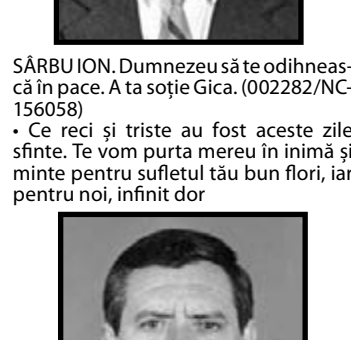 SÂRBU ION. Dumnezeu să te odihneas-
că în pace. A ta soție Gica. (002282/NC-
156058)
• Ce reci și triste au fost aceste zile
sfinte. Te vom purta mereu în inimă și
minte pentru sufletul tău bun flori, iar
pentru noi, infinit dor